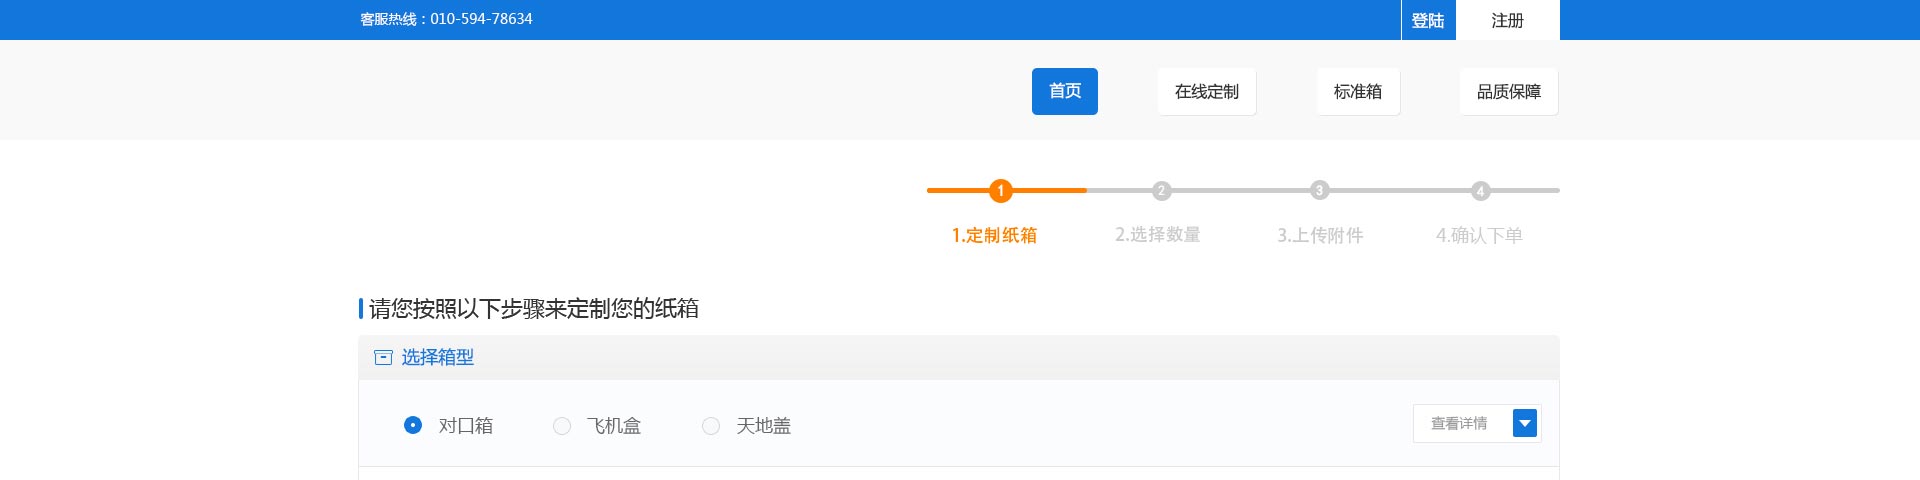 客服热线：010-594-78634
登陆 注册
首页 在线定制 标准箱 品质保障
1 2 3 4
1.定制纸箱 2.选择数量 3.上传附件 4.确认下单
请您按照以下步骤来定制您的纸箱
选择箱型
对口箱 飞机盒 天地盖 查看详情